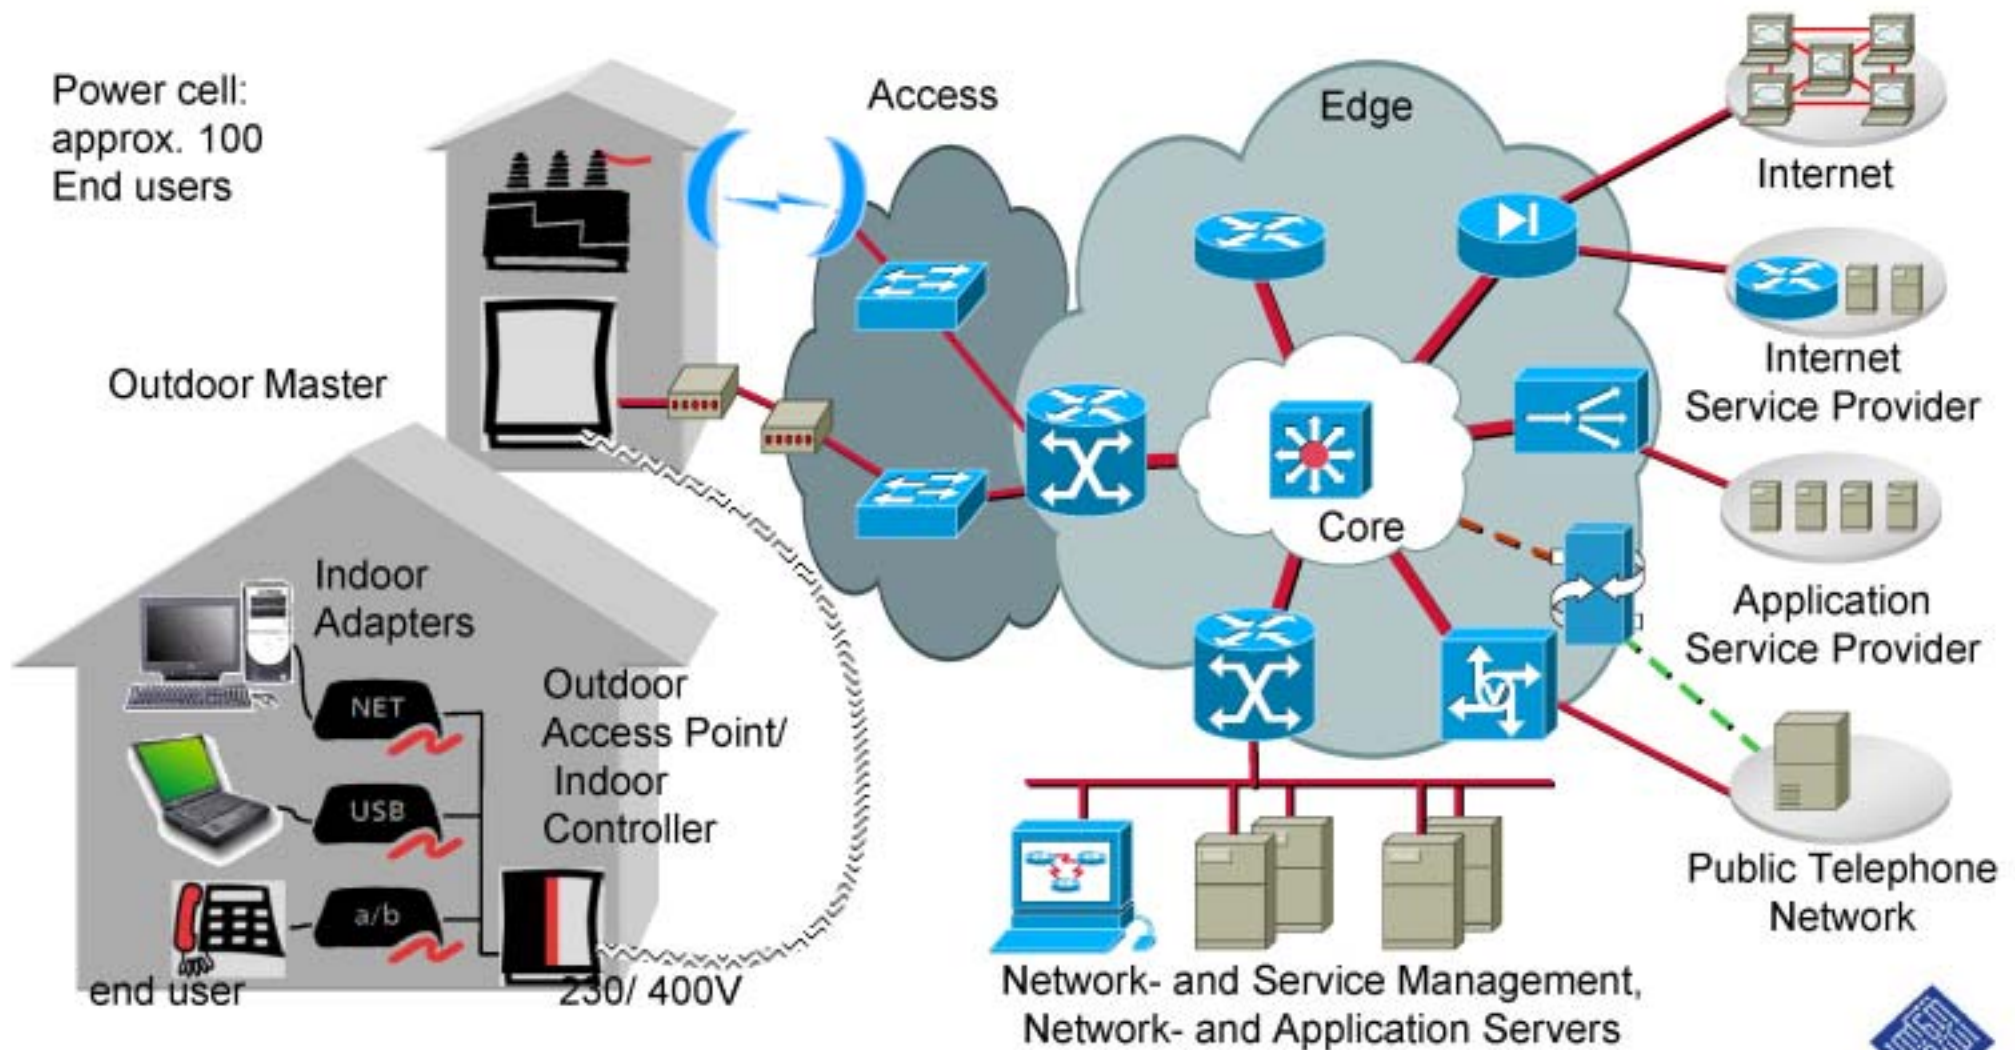 Power cell:
approx. 100
End users
Access
Edge
Internet
Internet
Service Provider
Outdoor Master
Core
Application
Service Provider
Indoor
Adapters
NET
USB
a/b
Outdoor
Access Point/
Indoor
Controller
end user
230/ 400V
V
Public Telephone
Network
Network- and Service Management,
Network- and Application Servers